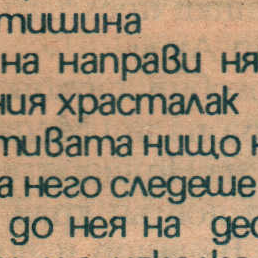 тишина
на направи ня
ния храсталак
тивата нищо н
а него следеше
до нея на дес